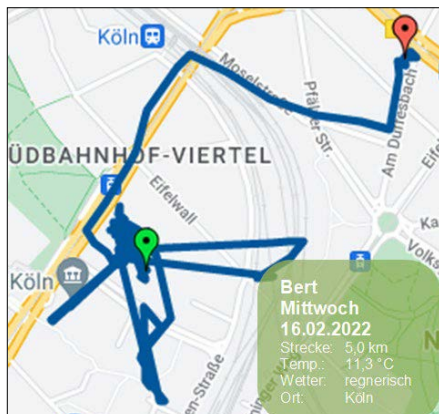 Köln
Moselstraße
Pfälzer Str.
Am Duffesbach
ÜDBAHNHOF-VIERTEL
Eifelwall
Köln
Bert
Mittwoch
16.02.2022
Strecke: 5,0 km
Temp.: 11,3 °C
Wetter: regnerisch
Ort: Köln